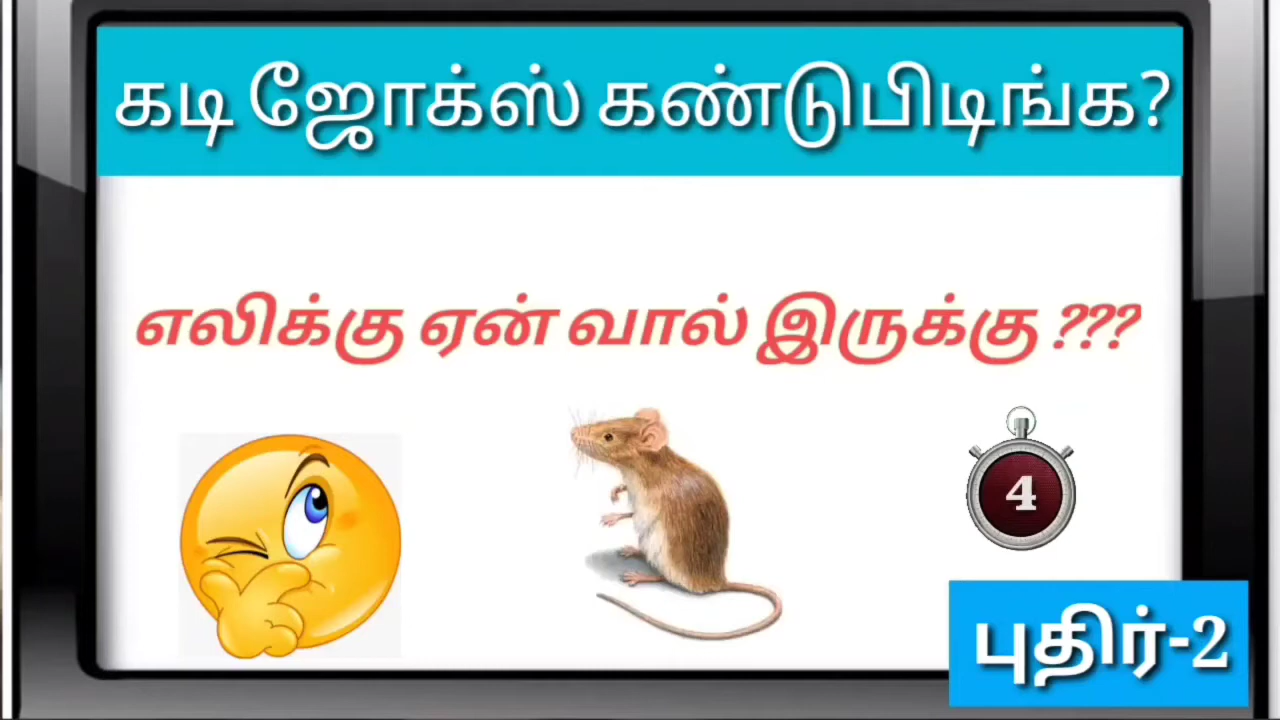 கடி ஜோக்ஸ் கண்டுபிடிங்க?
எலிக்கு ஏன் வால் இருக்கு ???
4
புதிர்-2